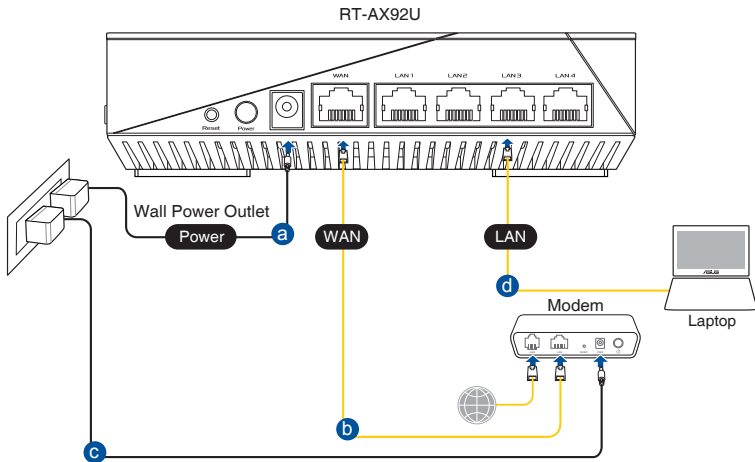 RT-AX92U
WAN
LAN 1
LAN 2
LAN 3
LAN 4
Reset
Power
Wall Power Outlet
Power
a
WAN
LAN
d
ASUS
Laptop
Modem
b
c